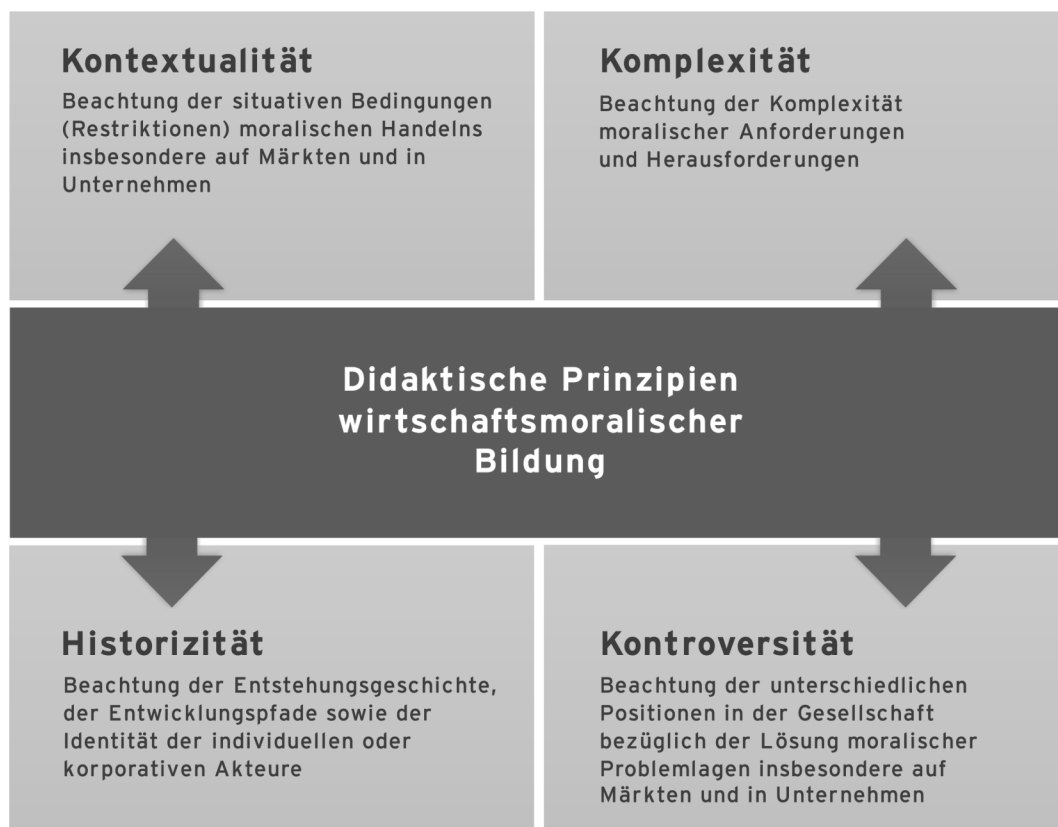 Kontextualität
Beachtung der situativen Bedingungen
(Restriktionen) moralischen Handelns
insbesondere auf Märkten und in
Unternehmen
Komplexität
Beachtung der Komplexität
moralischer Anforderungen
und Herausforderungen
Didaktische Prinzipien
wirtschaftsmoralischer
Bildung
Historizität
Beachtung der Entstehungsgeschichte,
der Entwicklungspfade sowie der
Identität der individuellen oder
korporativen Akteure
Kontroversität
Beachtung der unterschiedlichen
Positionen in der Gesellschaft
bezüglich der Lösung moralischer
Problemlagen insbesondere auf
Märkten und in Unternehmen